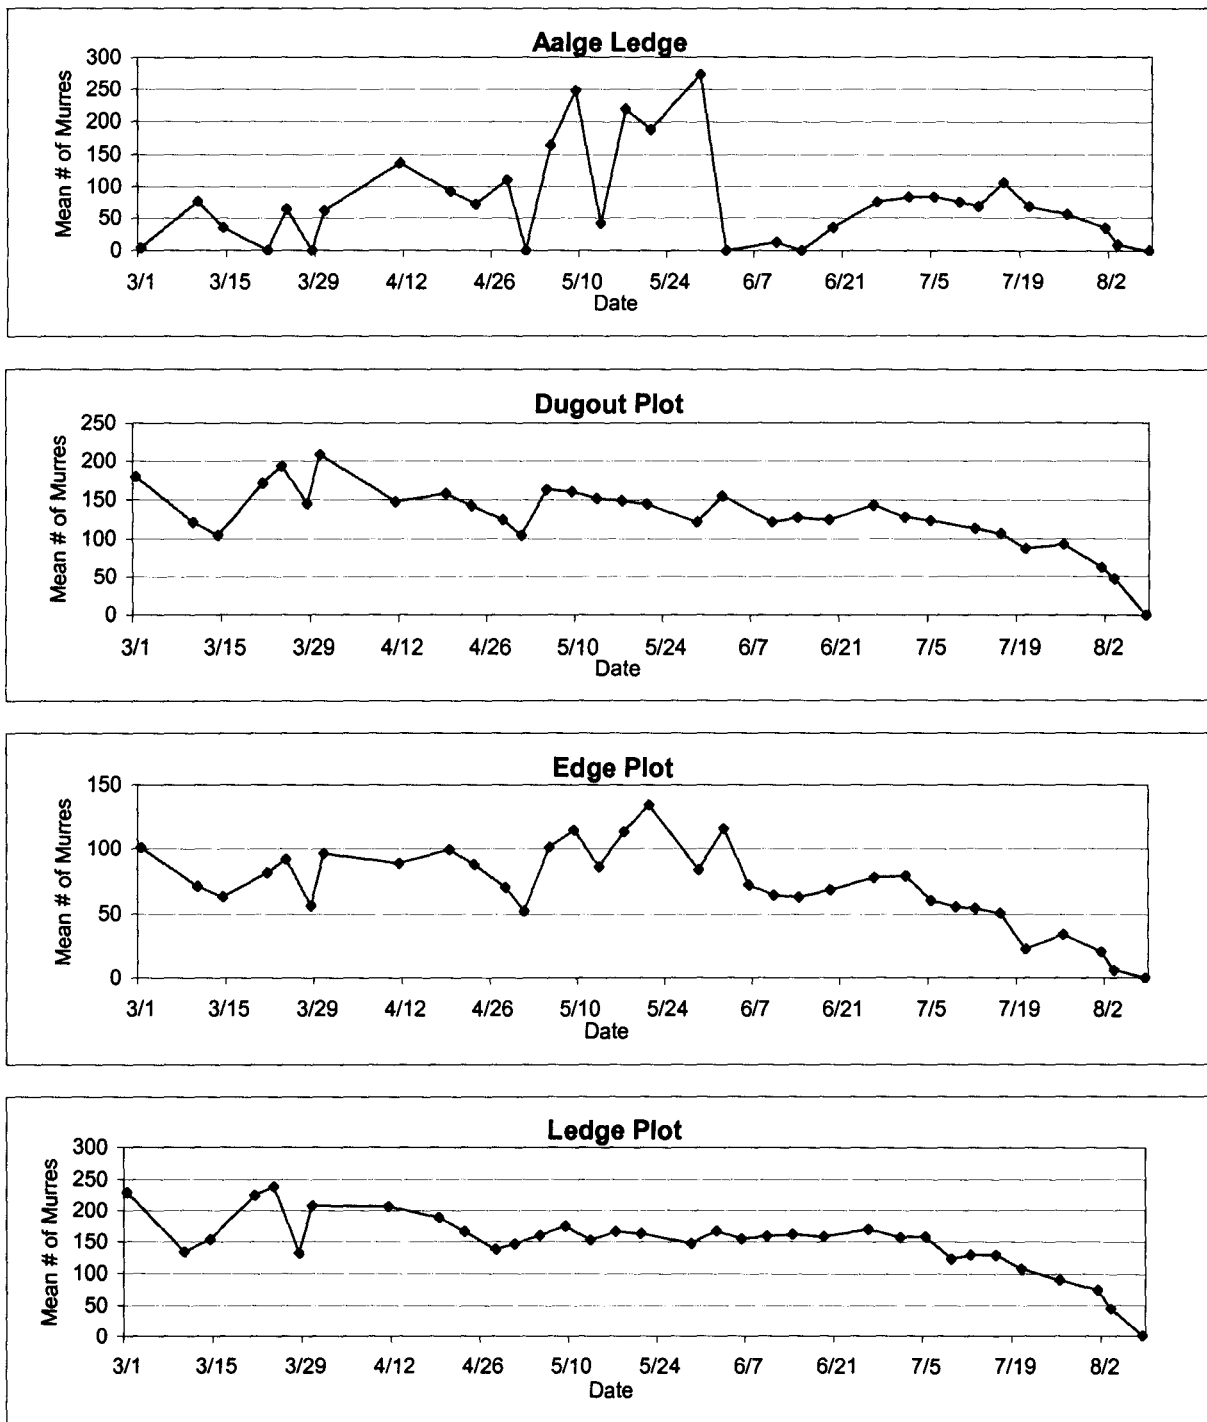 Aalge Ledge
Mean # of Murres
300
250
200
150
100
50
0
3/1 3/15 3/29 4/12 4/26 5/10 5/24 6/7 6/21 7/5 7/19 8/2
Date
Dugout Plot
Mean # of Murres
250
200
150
100
50
0
3/1 3/15 3/29 4/12 4/26 5/10 5/24 6/7 6/21 7/5 7/19 8/2
Date
Edge Plot
Mean # of Murres
150
100
50
0
3/1 3/15 3/29 4/12 4/26 5/10 5/24 6/7 6/21 7/5 7/19 8/2
Date
Ledge Plot
Mean # of Murres
300
250
200
150
100
50
0
3/1 3/15 3/29 4/12 4/26 5/10 5/24 6/7 6/21 7/5 7/19 8/2
Date